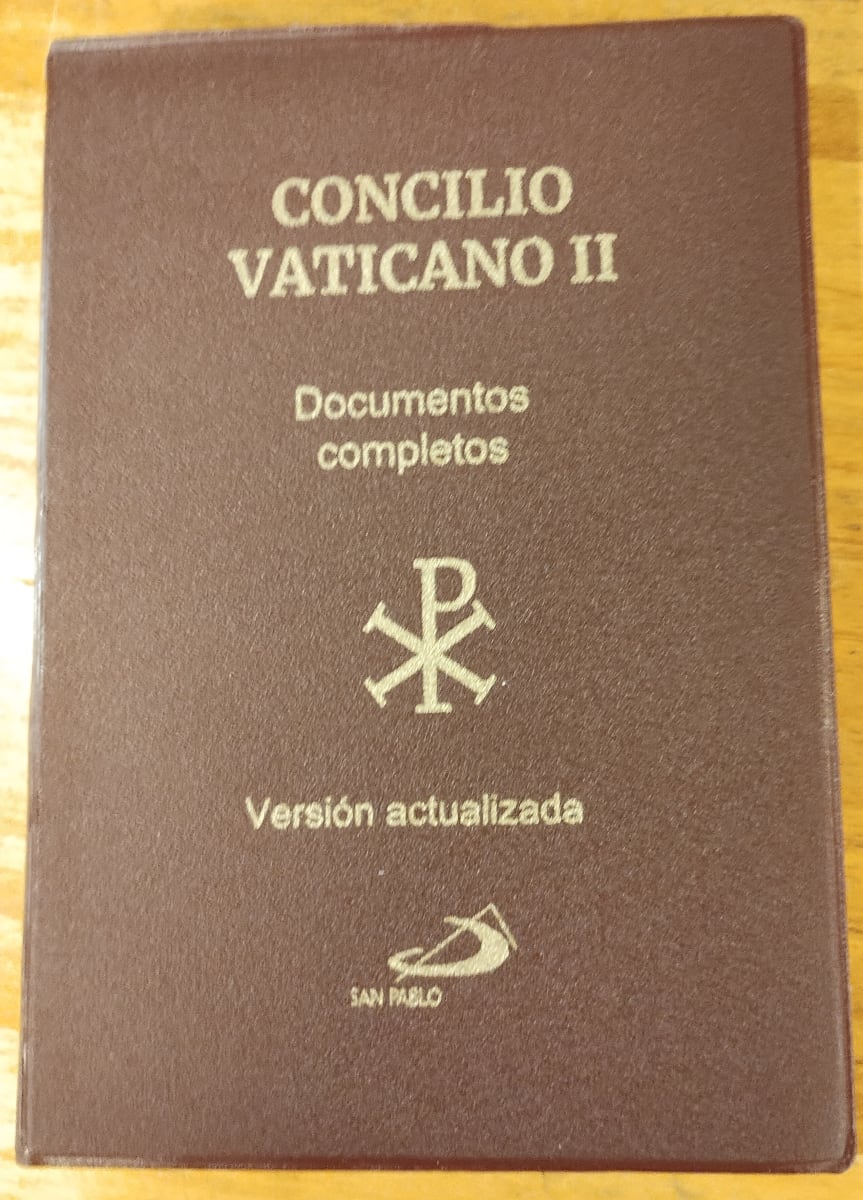 CONCILIO
VATICANO II
Documentos
completos
Versión actualizada
SAN PABLO